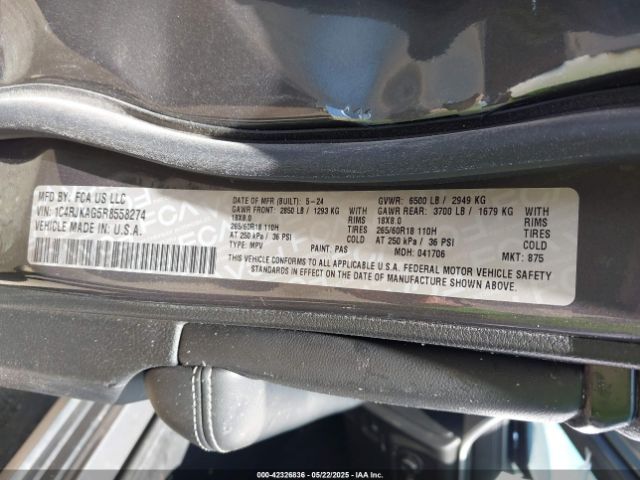 MFD BY: FCA US LLC
VIN: 1C4RJKAG5R8558274
VEHICLE MADE IN: U.S.A.
DATE OF MFR (BUILT): 5-24
GAWR FRONT: 2850 LB / 1293 KG
18X8.0
265/60R18 110H
AT 250 kPaI / 36 PSI
TYPE: MPV
WITH
RIMS
TIRES
COLD
PAINT: PAS
GVWR: 6500 LB / 2949 KG
GAWR REAR: 3700 LB / 1679 KG
18X8.0
265/60R18 110H
AT 250 kPaI / 36 PSI
MDH: 041706
WITH
RIMS
TIRES
COLD
MKT: 875
THIS VEHICLE CONFORMS TO ALL APPLICABLE U.S.A. FEDERAL MOTOR VEHICLE SAFETY
STANDARDS IN EFFECT ON THE DATE OF MANUFACTURE SHOWN ABOVE.
000-42326836 - 05/22/2025 - IAA Inc.